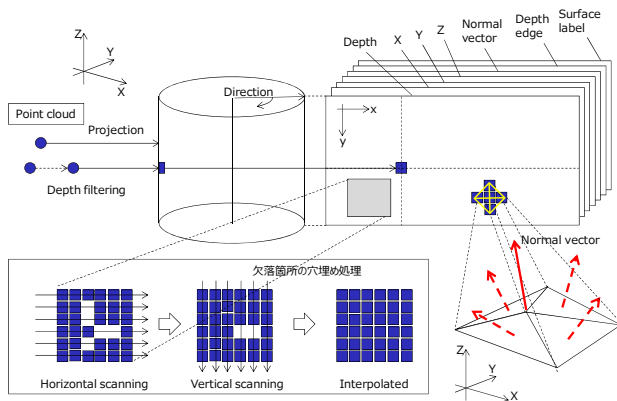 Surface
label
Depth
edge
Normal
vector
Z
Y
X
Depth
Z
Y
X
Direction
x
y
Point cloud
Projection
Depth filtering
Normal vector
欠落箇所の穴埋め処理
Horizontal scanning
Vertical scanning
Interpolated
Z
Y
X